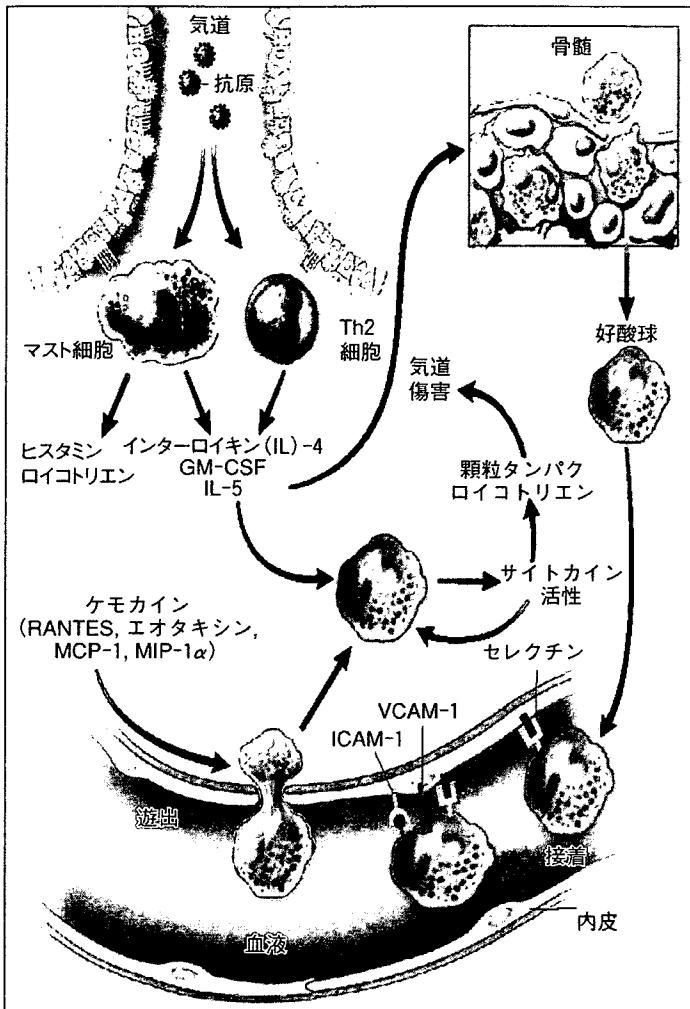 気道
抗原
骨髄
マスト細胞
Th2
細胞
好酸球
気道
傷害
ヒスタミン
ロイコトリエン
インターロイキン(IL)-4
GM-CSF
IL-5
顆粒タンパク
ロイコトリエン
サイトカイン
活性
ケモカイン
(RANTES, エオタキシン,
MCP-1, MIP-1α)
セレクチン
VCAM-1
ICAM-1
遊出
接着
血液
内皮